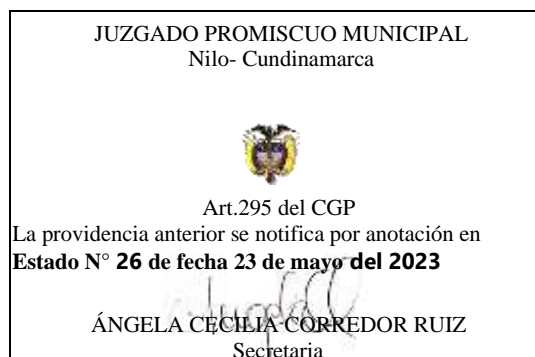 JUZGADO PROMISCUO MUNICIPAL
Nilo- Cundinamarca
Art.295 del CGP
La providencia anterior se notifica por anotación en
Estado N° 26 de fecha 23 de mayo del 2023
ÁNGELA CECILIA CORREDOR RUIZ
Secretaria